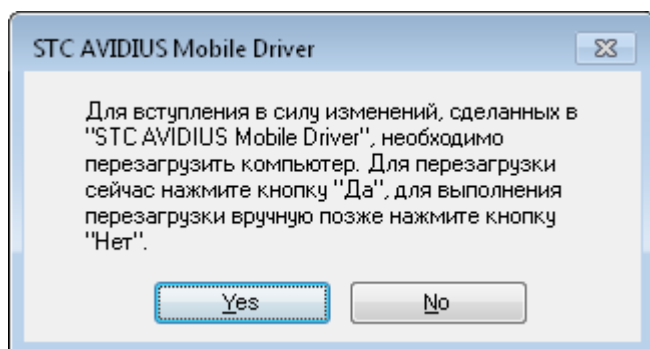 STC AVIDIUS Mobile Driver
Для вступления в силу изменений, сделанных в
"STC AVIDIUS Mobile Driver", необходимо
перезагрузить компьютер. Для перезагрузки
сейчас нажмите кнопку "Да", для выполнения
перезагрузки вручную позже нажмите кнопку
"Нет".
Yes No